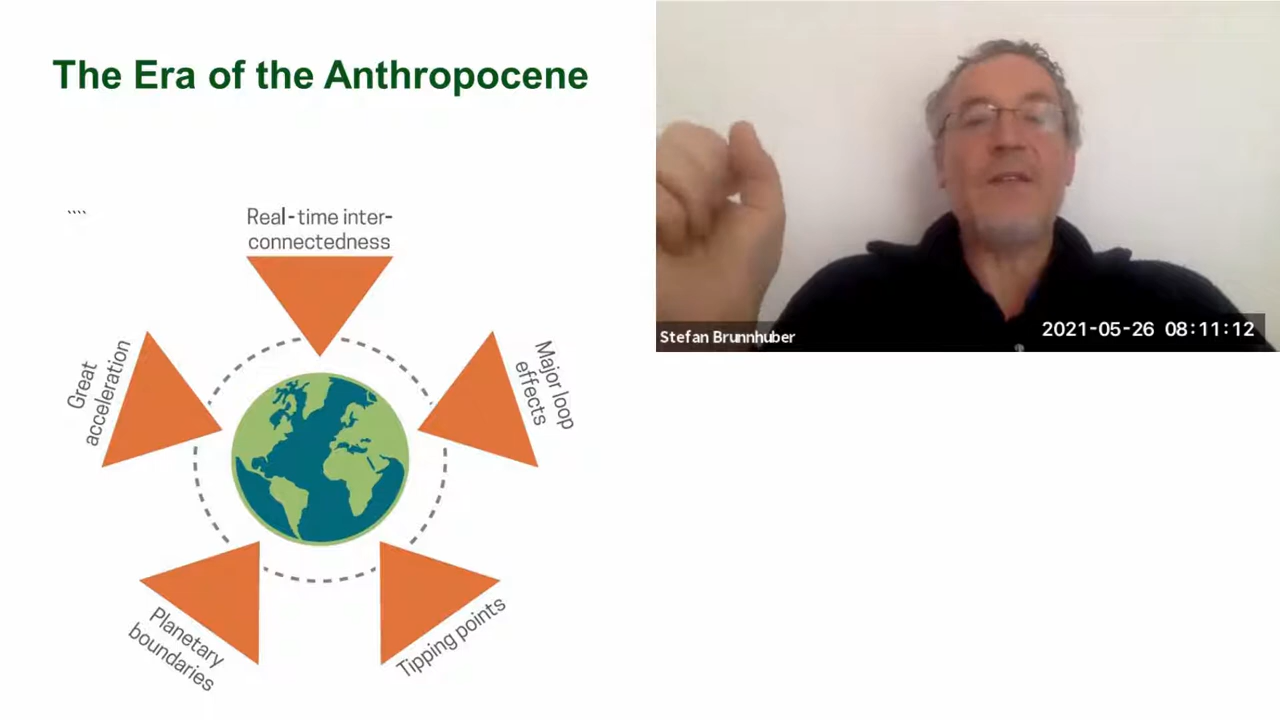 The Era of the Anthropocene
````
Real-time inter-
connectedness
Great
acceleration
Major loop
effects
Planetary
boundaries
Tipping points
Stefan Brunnhuber
2021-05-26 08:11:12